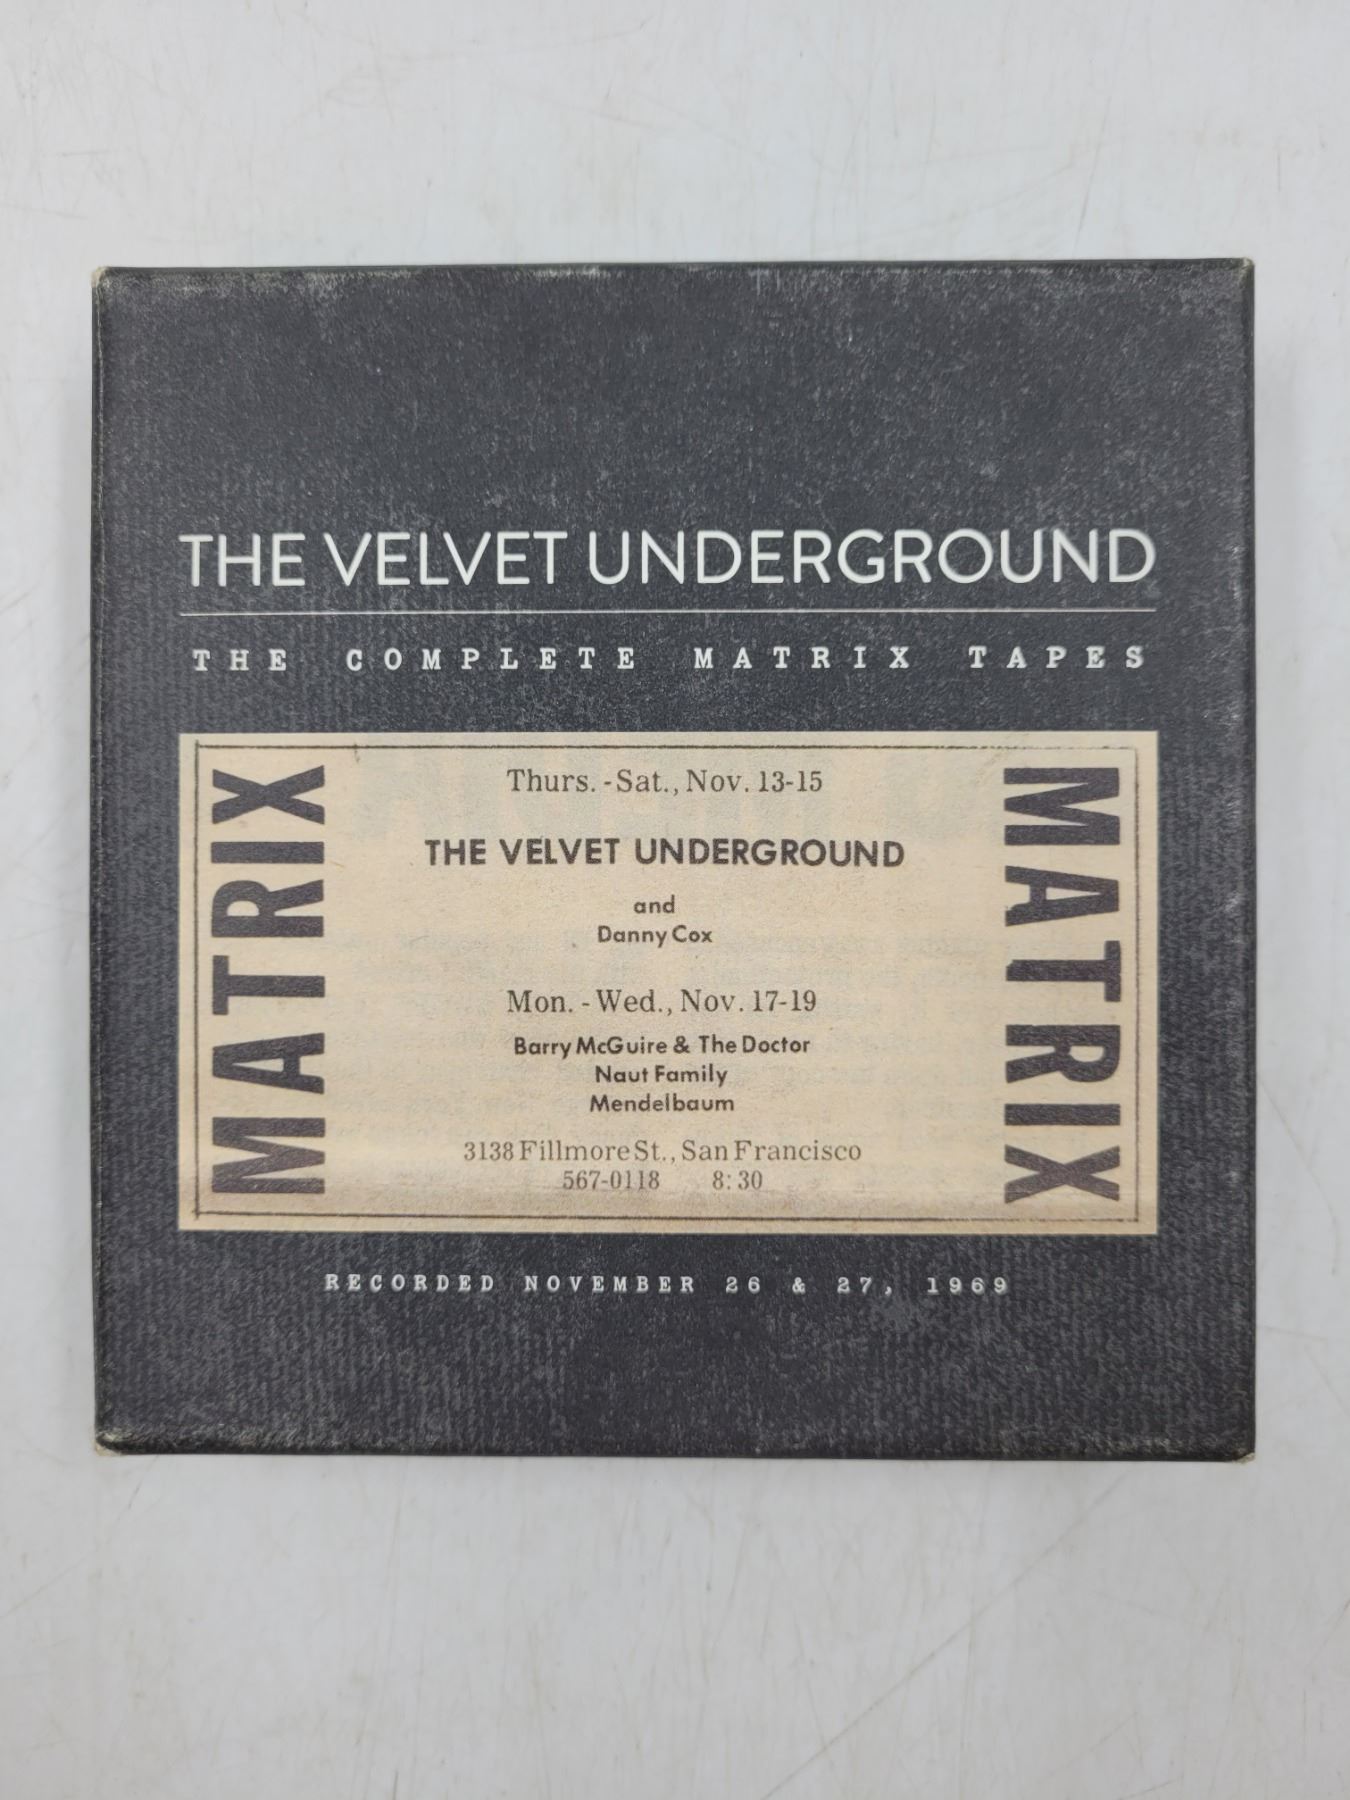 THE VELVET UNDERGROUND
THE COMPLETE MATRIX TAPES
MATRIX
Thurs. - Sat., Nov. 13-15
THE VELVET UNDERGROUND
and
Danny Cox
Mon. - Wed., Nov. 17-19
Barry McGuire & The Doctor
Naut Family
Mendelbaum
3138 Fillmore St., San Francisco
567-0118 8:30
MATRIX
RECORDED NOVEMBER 26 & 27, 1969